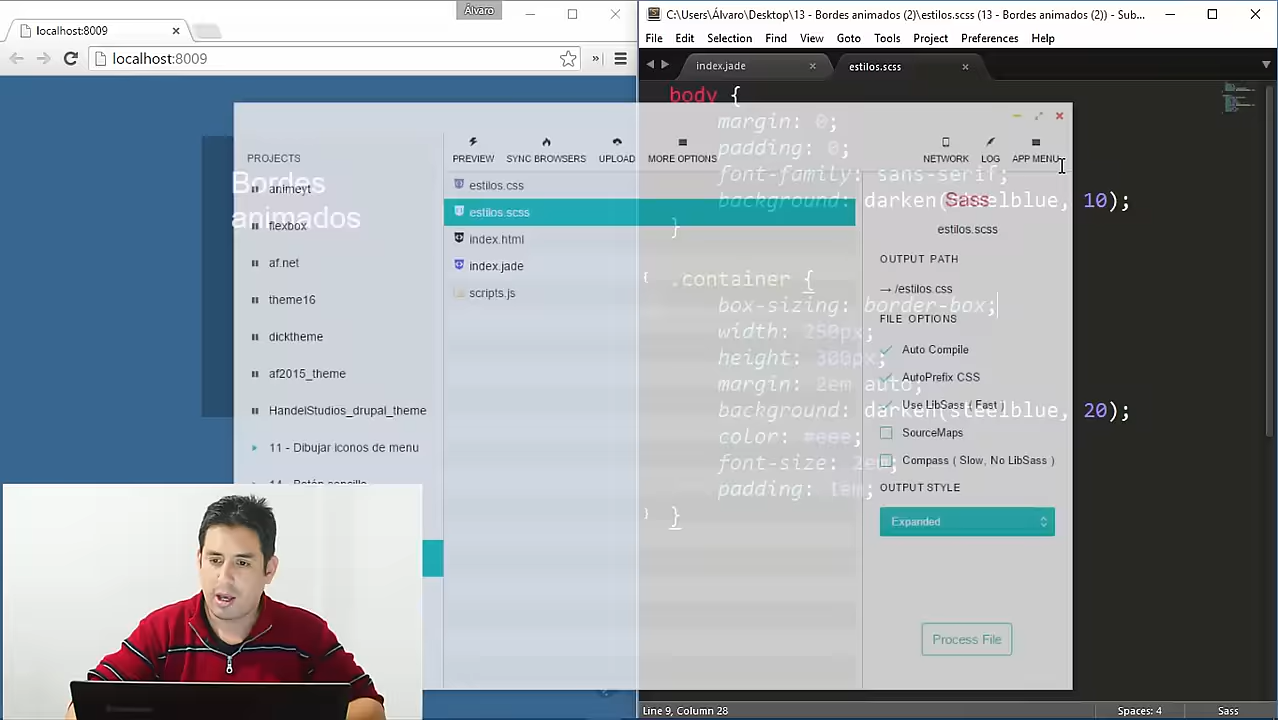 Álvaro
localhost:8009
localhost:8009
»
Bordes
animados
PROJECTS
animeyt
flexbox
af.net
theme16
dicktheme
af2015_theme
HandelStudios_drupal_theme
11 - Dibujar iconos de menu
14 - Botón sencillo
PREVIEW
SYNC BROWSERS
UPLOAD
MORE OPTIONS
NETWORK
LOG
APP MENU
estilos.css
estilos.scss
index.html
index.jade
scripts.js
Sass
estilos.scss
OUTPUT PATH
→ /estilos.css
FILE OPTIONS
Auto Compile
AutoPrefix CSS
Use LibSass ( Fast )
SourceMaps
Compass ( Slow, No LibSass )
OUTPUT STYLE
Expanded
Process File
C:\Users\Álvaro\Desktop\13 - Bordes animados (2)\estilos.scss (13 - Bordes animados (2)) - Sub...
File Edit Selection Find View Goto Tools Project Preferences Help
index.jade
estilos.scss
body {
margin: 0;
padding: 0;
font-family: sans-serif;
background: darken(steelblue, 10);
}
.container {
box-sizing: border-box;
width: 250px;
height: 300px;
margin: 2em auto;
background: darken(steelblue, 20);
color: #eee;
font-size: 2em;
padding: 1em;
}
Line 9, Column 28
Spaces: 4
Sass